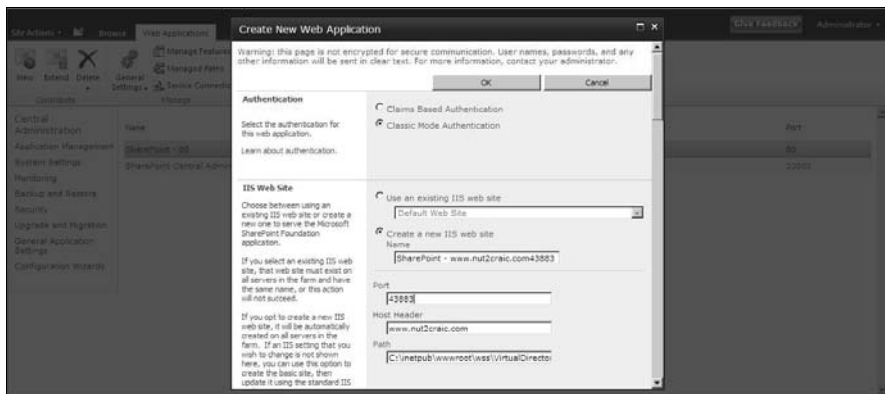 Site Actions
Browse
Web Applications
Create New Web Application
Give Feedback
Administrator
View
Extend
Delete
General Settings
Manage Features
Managed Paths
Service Connections
Contribute
Manage
Warning: this page is not encrypted for secure communication. User names, passwords, and any
other information will be sent in clear text. For more information, contact your administrator.
OK
Cancel
Central
Administration
Application Management
System Settings
Monitoring
Backup and Restore
Security
Upgrade and Migration
General Application
Settings
Configuration Wizards
Name
Port
SharePoint - 80
80
SharePoint Central Admin
Authentication
Select the authentication for
this web application.
Learn about authentication.
Claims Based Authentication
Classic Mode Authentication
IIS Web Site
Choose between using an
existing IIS web site or create a
new one to serve the Microsoft
SharePoint Foundation
application.
If you select an existing IIS web
site, that web site must exist on
all servers in the farm and have
the same name, or this action
will not succeed.
If you opt to create a new IIS
web site, it will be automatically
created on all servers in the
farm. If an IIS setting that you
wish to change is not shown
here, you can use this option to
create the basic site, then
update it using the standard IIS
Use an existing IIS web site
Default Web Site
Create a new IIS web site
Name
SharePoint - www.nut2craic.com43883
Port
43883
Host Header
www.nut2craic.com
Path
C:\inetpub\wwwroot\wss\VirtualDirecto